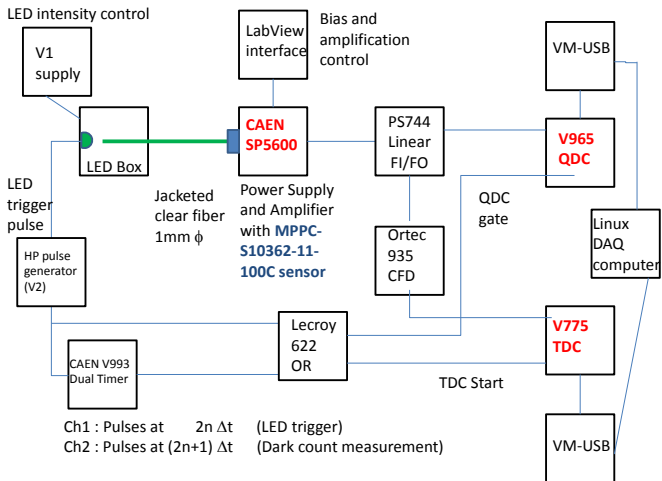 LED intensity control
V1
supply
LabView
interface
Bias and
amplification
control
VM-USB
LED Box
CAEN
SP5600
PS744
Linear
FI/FO
V965
QDC
LED
trigger
pulse
Jacketed
clear fiber
1mm ϕ
Power Supply
and Amplifier
with MPPC-
S10362-11-
100C sensor
QDC
gate
Linux
DAQ
computer
HP pulse
generator
(V2)
Ortec
935
CFD
CAEN V993
Dual Timer
Lecroy
622
OR
V775
TDC
TDC Start
Ch1 : Pulses at 2n Δt (LED trigger)
Ch2 : Pulses at (2n+1) Δt (Dark count measurement)
VM-USB